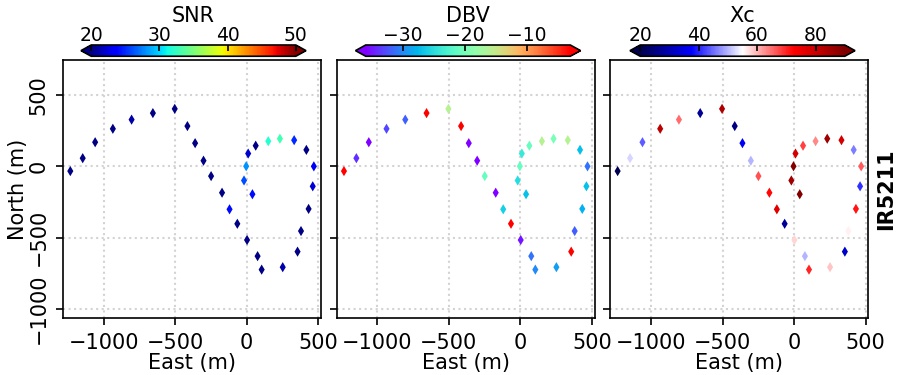 SNR DBV Xc
20 30 40 50 −30 −20 −10 20 40 60 80
500
0
−500
−1000
North (m)
−1000 −500 0 500 −1000 −500 0 500 −1000 −500 0 500
East (m) East (m) East (m)
IR5211